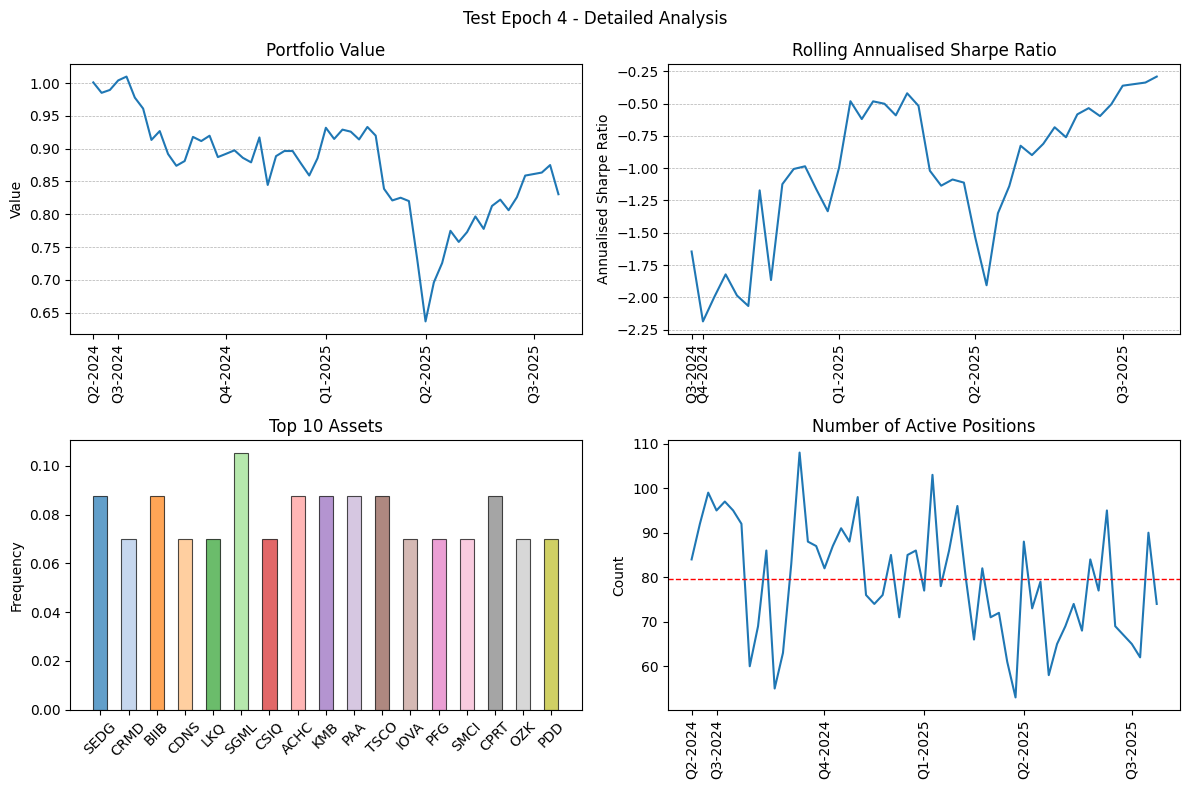 Test Epoch 4 - Detailed Analysis
Portfolio Value
Value
1.00
0.95
0.90
0.85
0.80
0.75
0.70
0.65
Q2-2024
Q3-2024
Q4-2024
Q1-2025
Q2-2025
Q3-2025
Rolling Annualised Sharpe Ratio
Annualised Sharpe Ratio
−0.25
−0.50
−0.75
−1.00
−1.25
−1.50
−1.75
−2.00
−2.25
Q3-2024
Q4-2024
Q1-2025
Q2-2025
Q3-2025
Top 10 Assets
Frequency
0.10
0.08
0.06
0.04
0.02
0.00
SEDG
CRMD
BIIB
CDNS
LKQ
SGML
CSIQ
ACHC
KMB
PAA
TSCO
IOVA
PFG
SMCI
CPRT
OZK
PDD
Number of Active Positions
Count
110
100
90
80
70
60
Q2-2024
Q3-2024
Q4-2024
Q1-2025
Q2-2025
Q3-2025